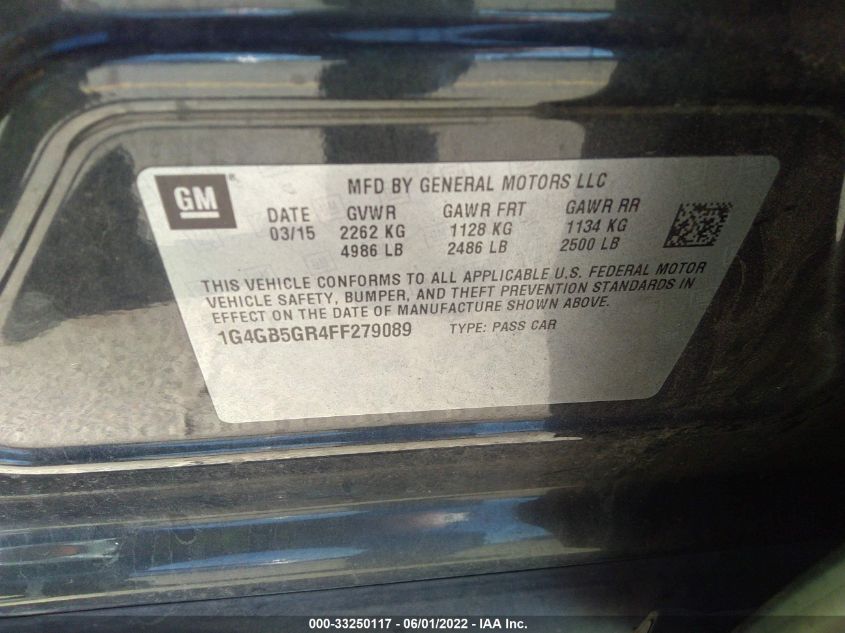 GM
MFD BY GENERAL MOTORS LLC
DATE GVWR GAWR FRT GAWR RR
03/15 2262 KG 1128 KG 1134 KG
4986 LB 2486 LB 2500 LB
THIS VEHICLE CONFORMS TO ALL APPLICABLE U.S. FEDERAL MOTOR
VEHICLE SAFETY, BUMPER, AND THEFT PREVENTION STANDARDS IN
EFFECT ON THE DATE OF MANUFACTURE SHOWN ABOVE.
1G4GB5GR4FF279089 TYPE: PASS CAR
000-33250117 - 06/01/2022 - IAA Inc.